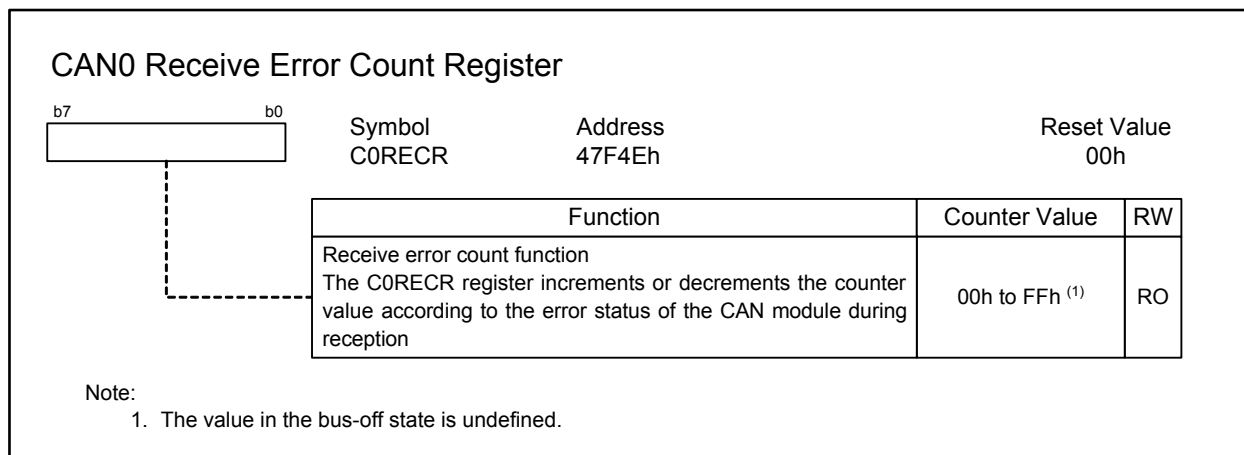 CAN0 Receive Error Count Register
b7 b0
Symbol Address Reset Value
C0RECR 47F4Eh 00h
Function Counter Value RW
Receive error count function
The C0RECR register increments or decrements the counter
value according to the error status of the CAN module during
reception
00h to FFh (1) RO
Note:
1. The value in the bus-off state is undefined.